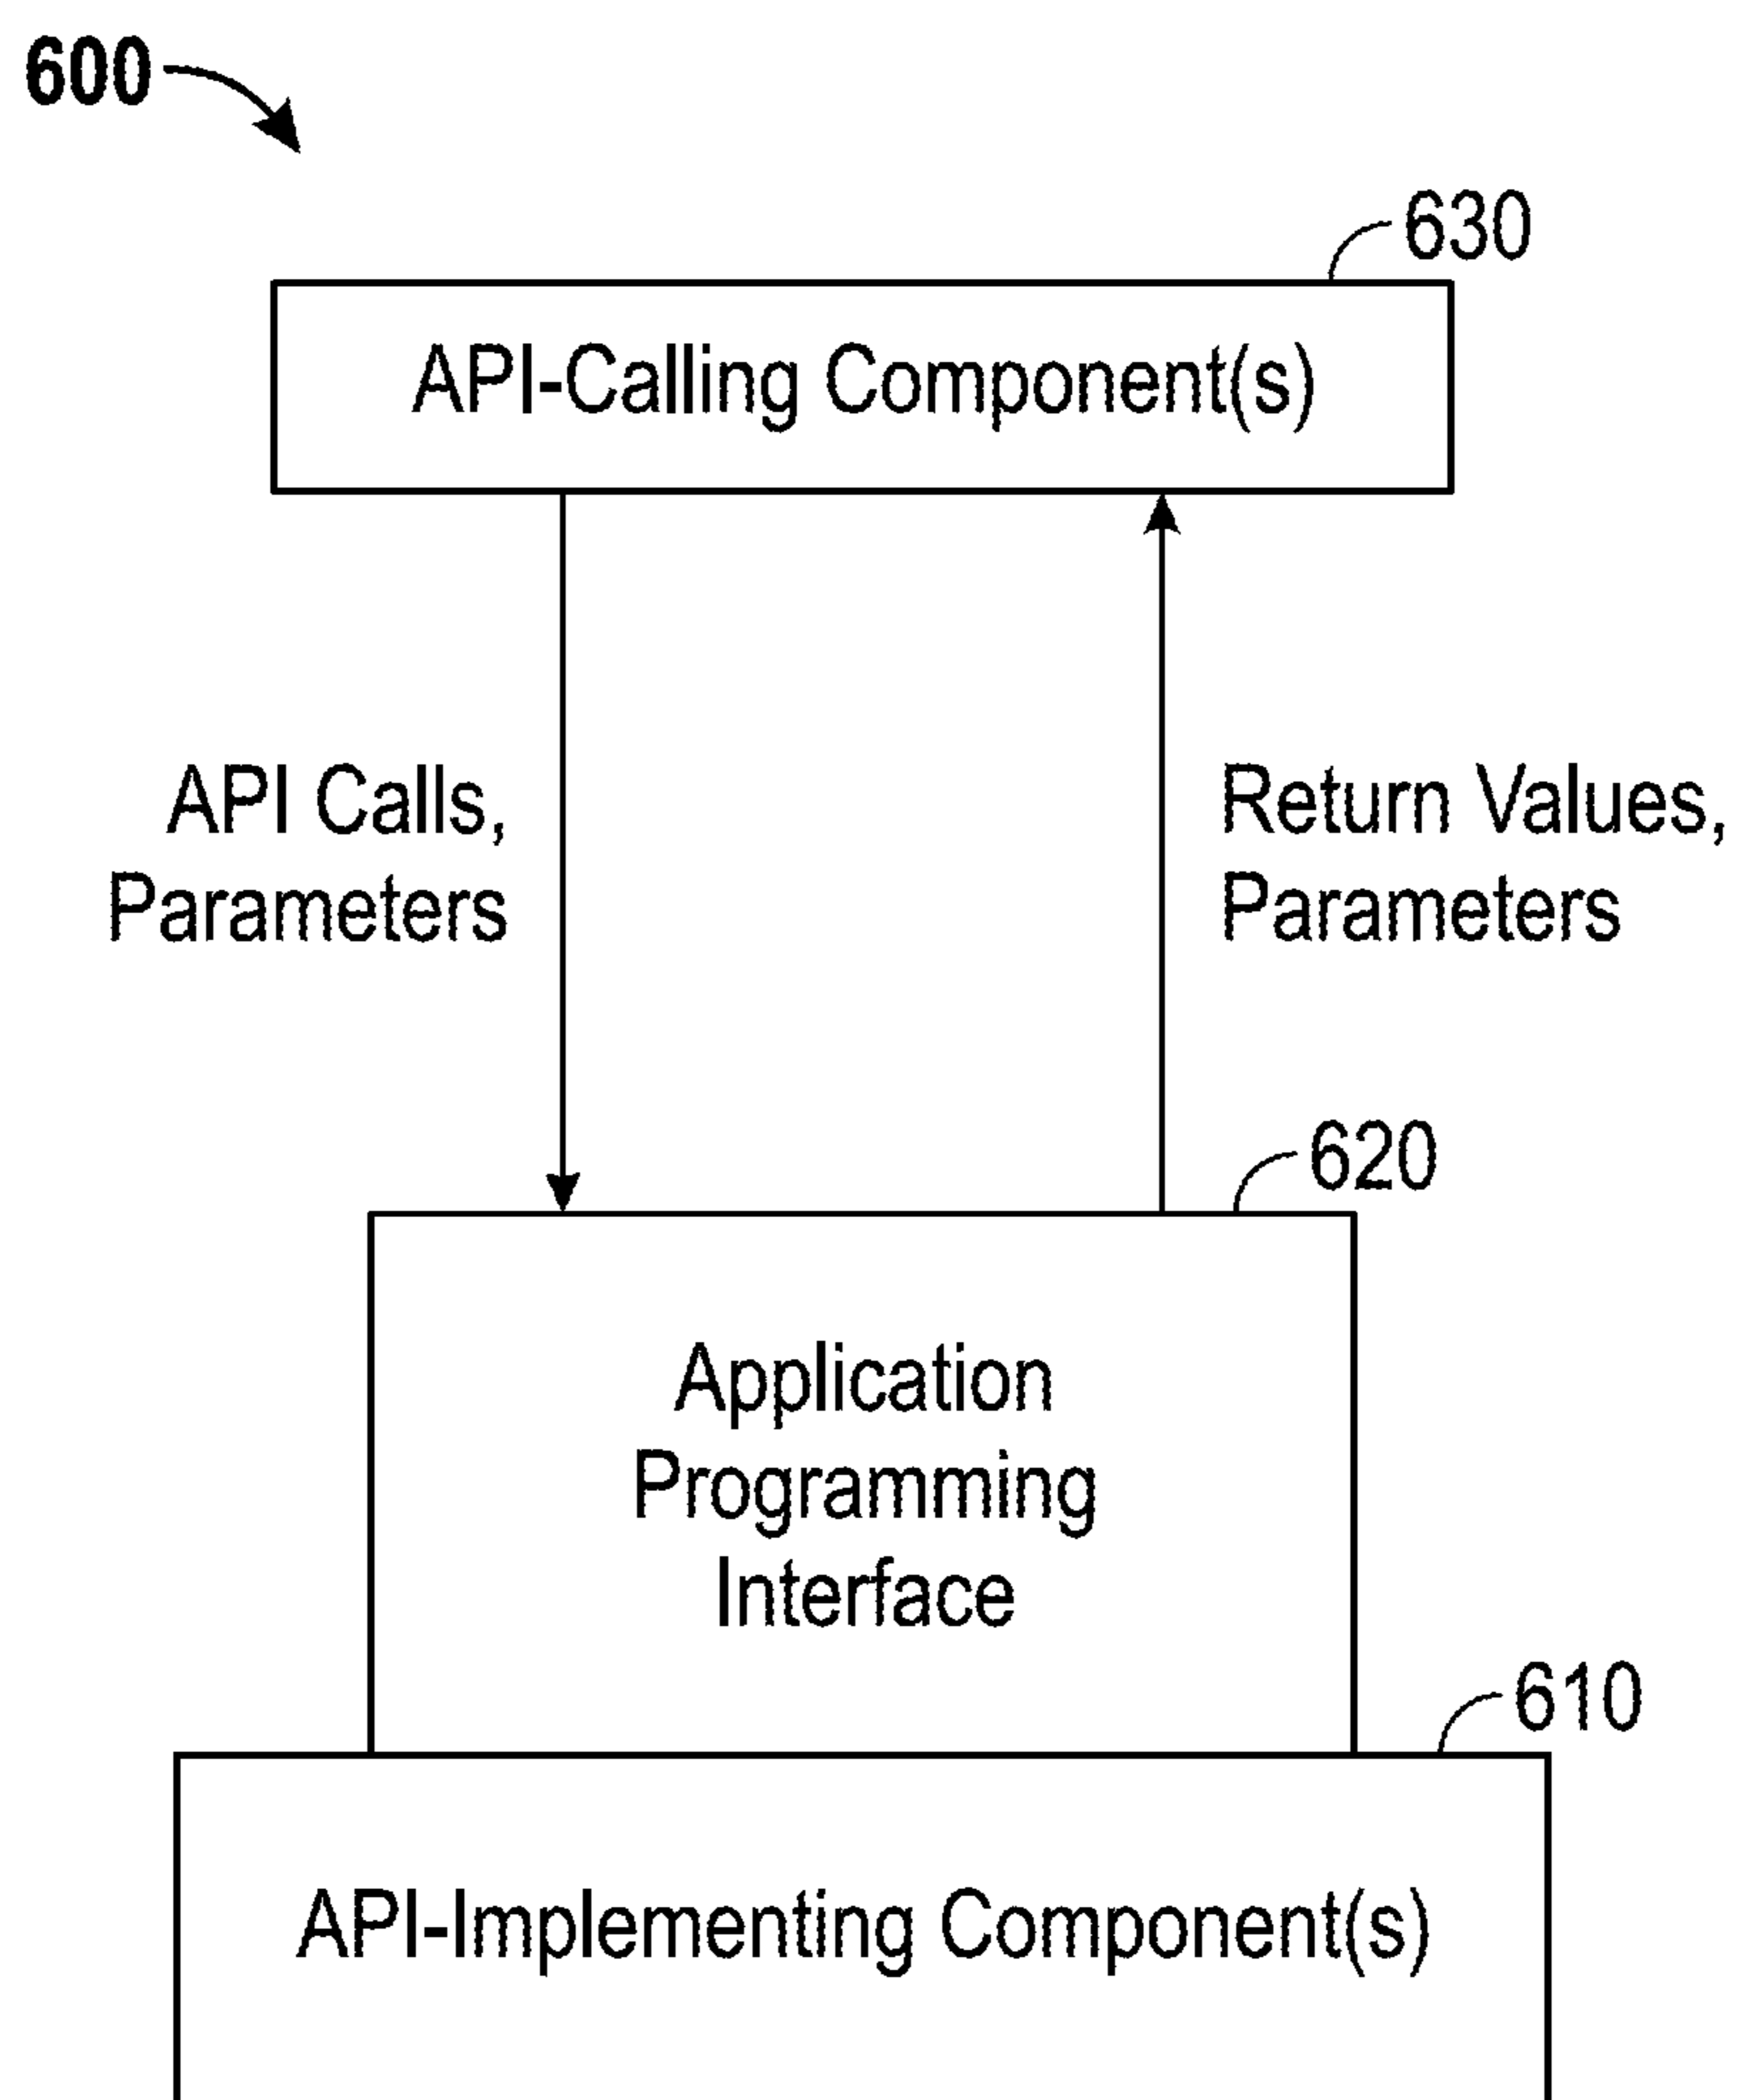 600
630
API-Calling Component(s)
API Calls,
Parameters
Return Values,
Parameters
620
Application
Programming
Interface
610
API-Implementing Component(s)